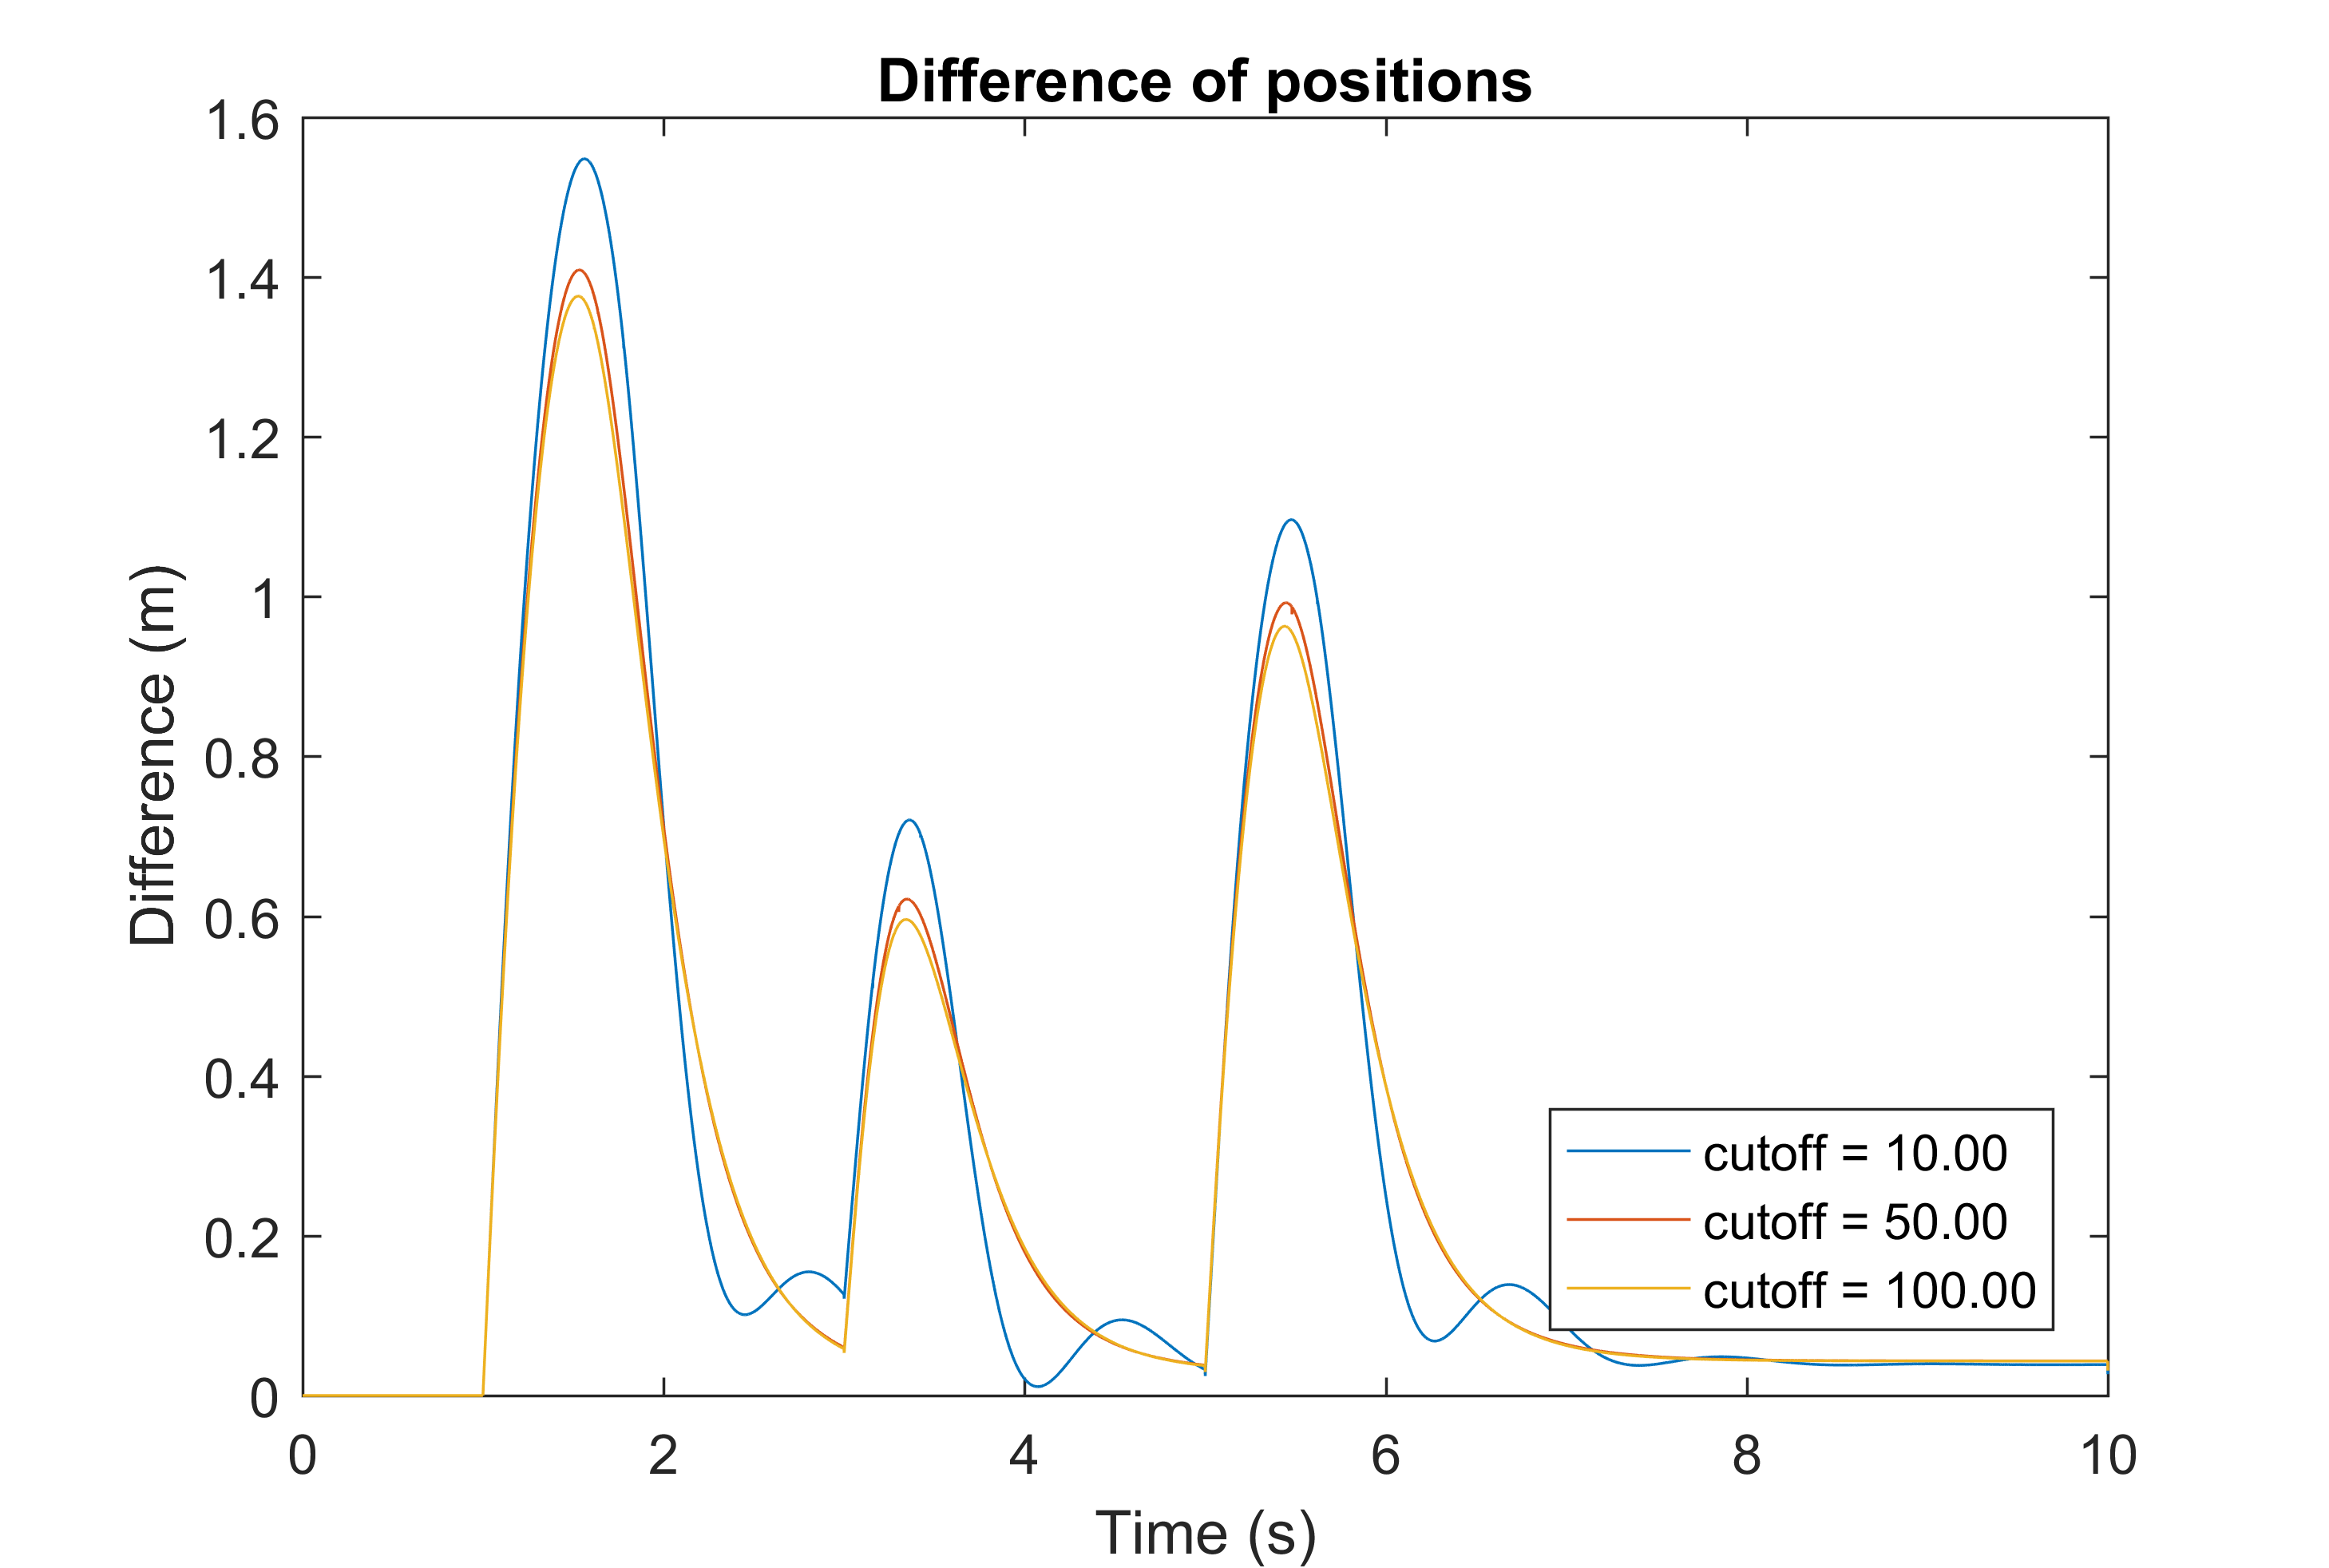 Difference of positions
1.6
1.4
1.2
1
0.8
0.6
0.4
0.2
0
Difference (m)
cutoff = 10.00
cutoff = 50.00
cutoff = 100.00
0 2 4 6 8 10
Time (s)